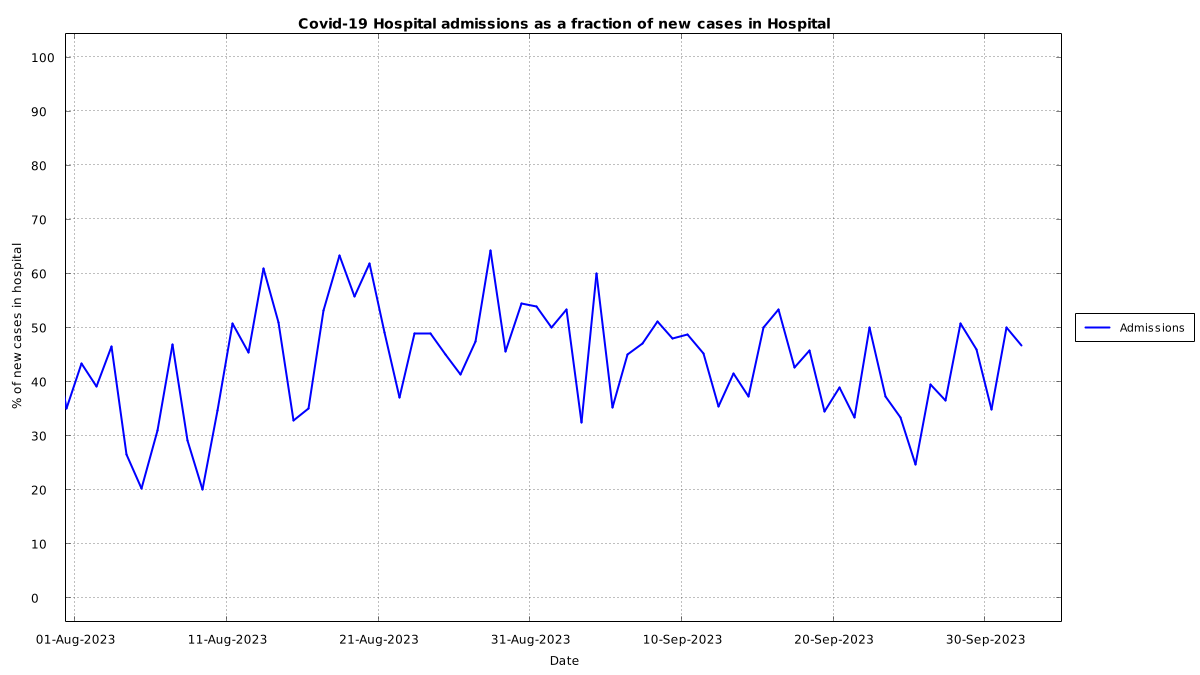 Covid-19 Hospital admissions as a fraction of new cases in Hospital
% of new cases in hospital
100
90
80
70
60
50
40
30
20
10
0
01-Aug-2023
11-Aug-2023
21-Aug-2023
31-Aug-2023
10-Sep-2023
20-Sep-2023
30-Sep-2023
Date
Admissions